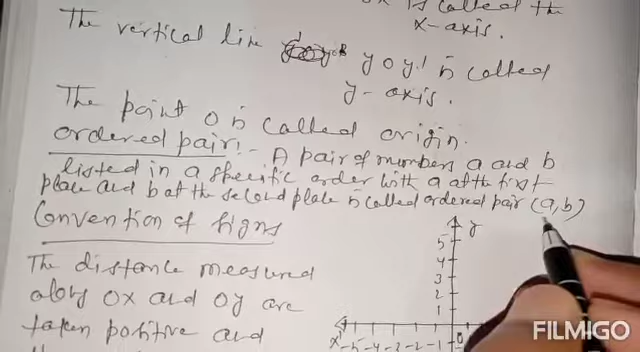 is called the
x-axis.
The vertical line yoy' is called
y-axis.
The point O is called origin.
ordered pair:- A pair of numbers a and b
listed in a specific order with a at the first
place and b at the second place is called ordered pair (a,b)
Convention of signs
The distance measured
along OX and OY are
taken positive and
y
5
4
3
2
1
X -5 -4 -3 -2 -1 0
FILMIGO